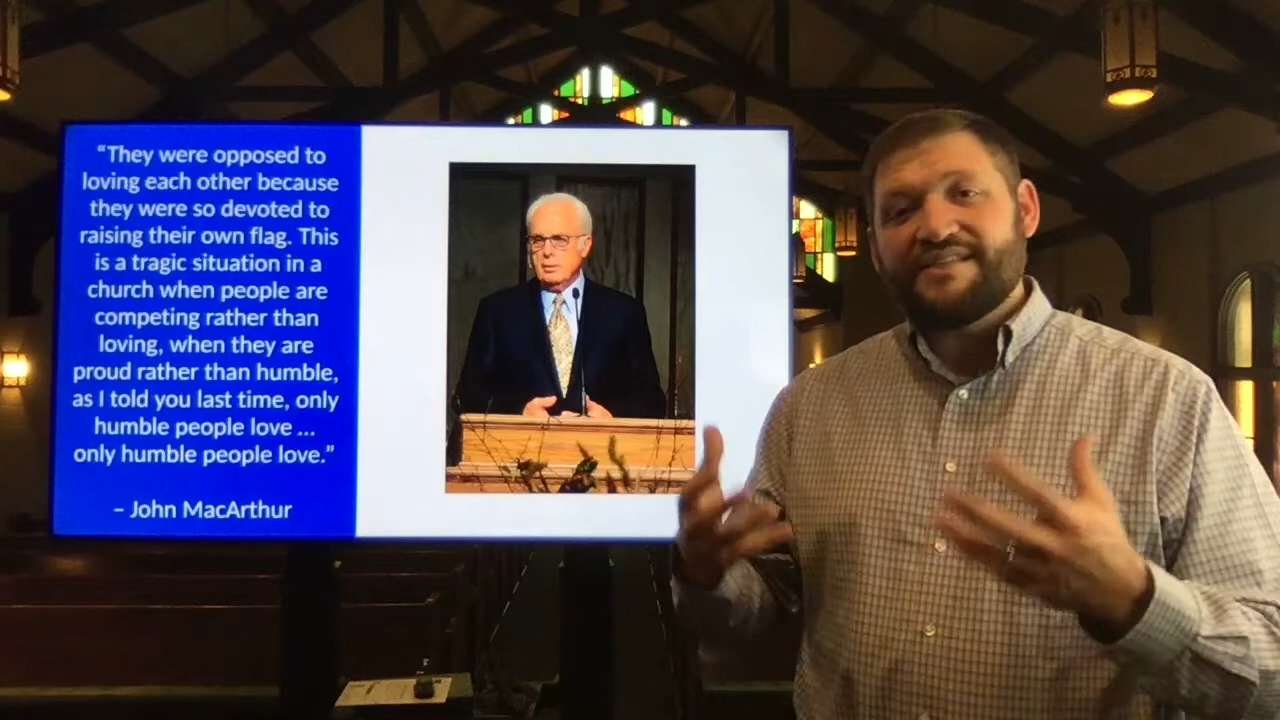 “They were opposed to
loving each other because
they were so devoted to
raising their own flag. This
is a tragic situation in a
church when people are
competing rather than
loving, when they are
proud rather than humble,
as I told you last time, only
humble people love ...
only humble people love.”
– John MacArthur